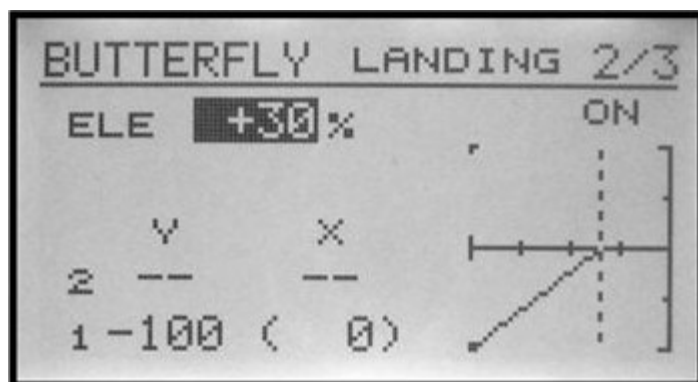 BUTTERFLY LANDING 2/3
ELE +30%
ON
Y X
2 -- --
1 -100 ( 0)